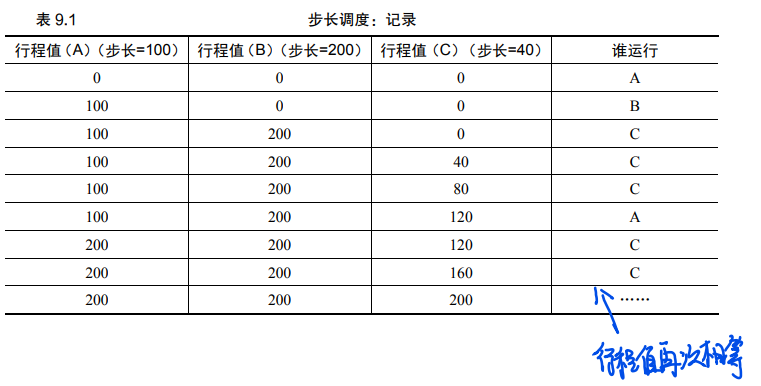 表 9.1 步长调度：记录
行程值（A）（步长=100） 行程值（B）（步长=200） 行程值（C）（步长=40） 谁运行
0 0 0 A
100 0 0 B
100 200 0 C
100 200 40 C
100 200 80 C
100 200 120 A
200 200 120 C
200 200 160 C
200 200 200 ……
行程值再次相等